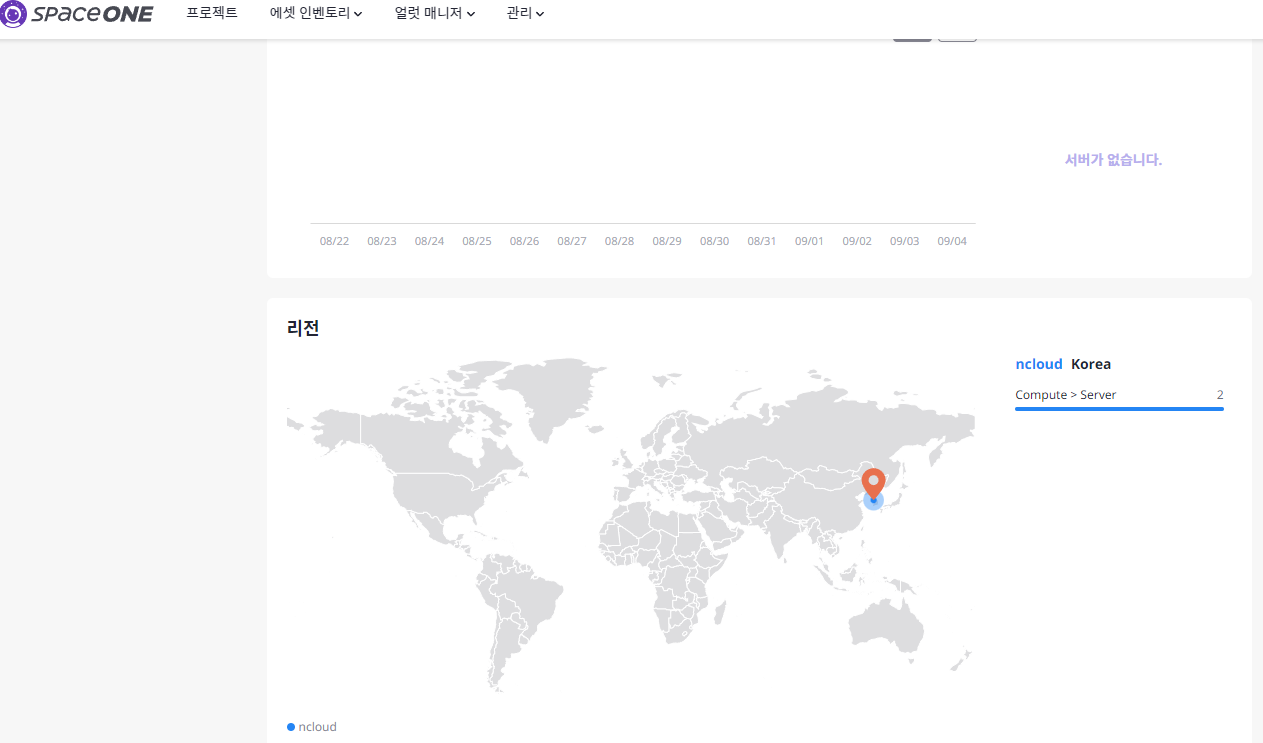 spaceONE 프로젝트 에셋 인벤토리 얼럿 매니저 관리
서버가 없습니다.
08/22 08/23 08/24 08/25 08/26 08/27 08/28 08/29 08/30 08/31 09/01 09/02 09/03 09/04
리전
ncloud Korea
Compute > Server 2
ncloud